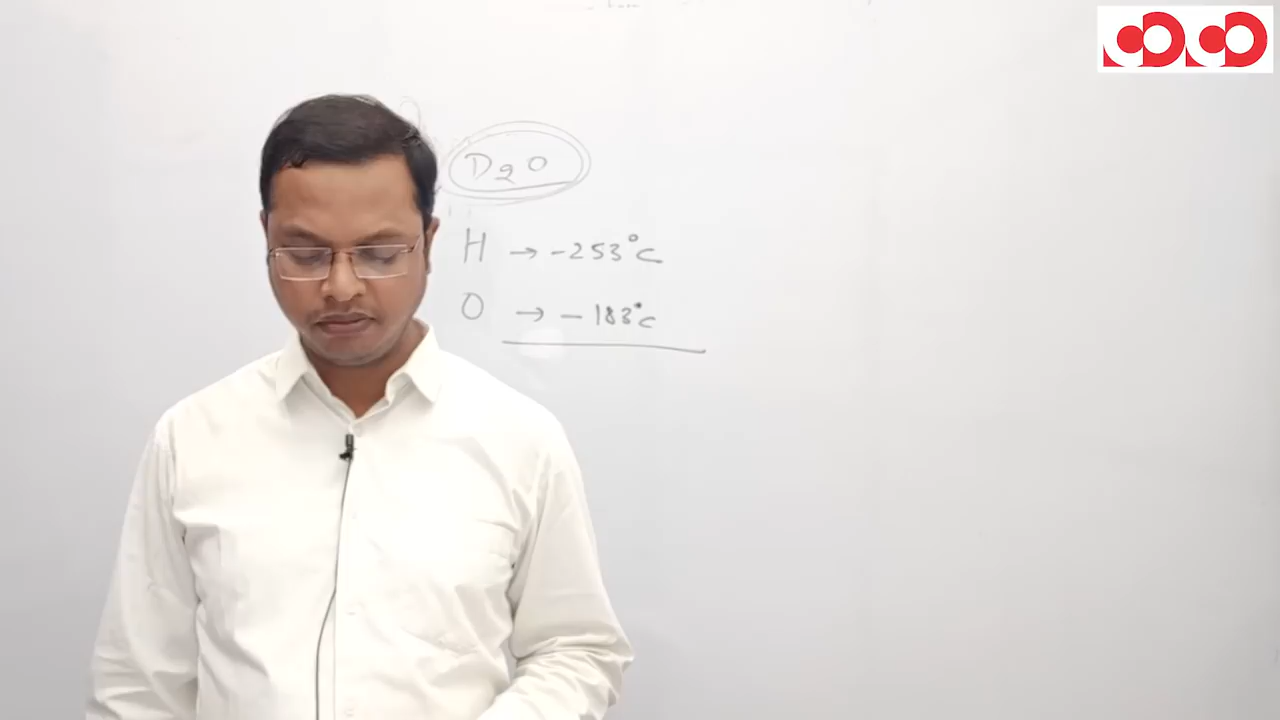 D2O
H → -253°C
O → - 183°C